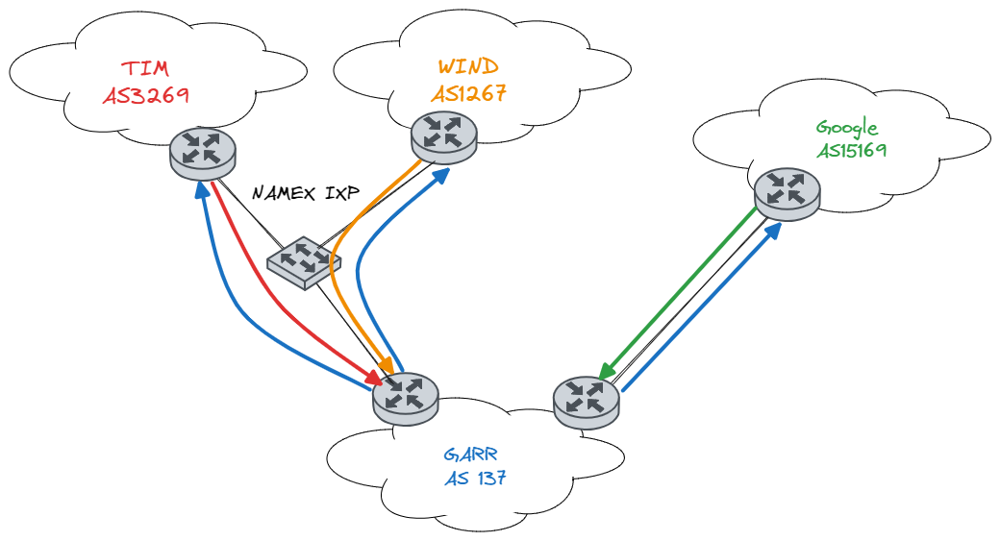 TIM
AS3269
WIND
AS1267
Google
AS15169
NAMEX IXP
GARR
AS 137